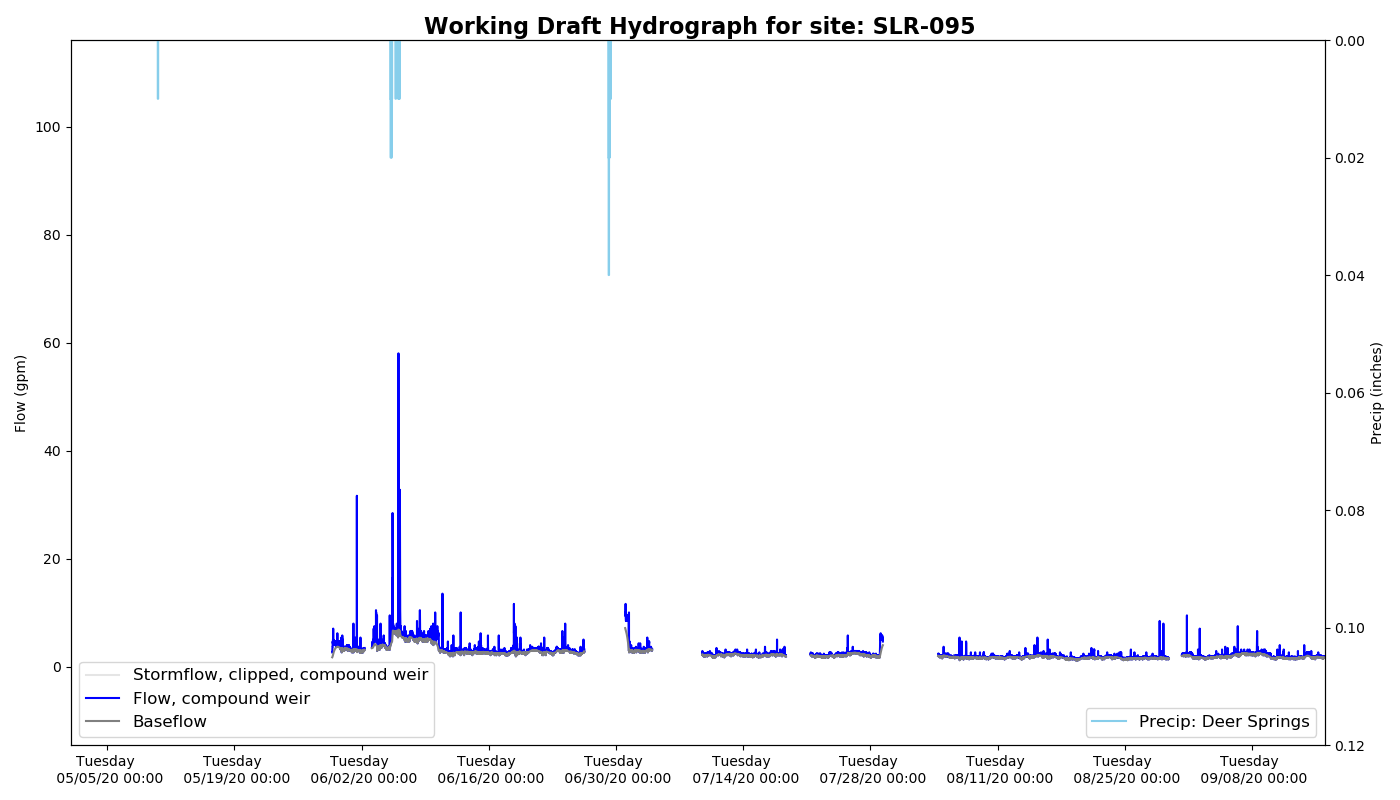 Working Draft Hydrograph for site: SLR-095
0.00
100
0.02
80
0.04
60
Flow (gpm)
0.06
Precip (inches)
40
0.08
20
0.10
0
Stormflow, clipped, compound weir
Flow, compound weir
Baseflow
Precip: Deer Springs
0.12
Tuesday
05/05/20 00:00
Tuesday
05/19/20 00:00
Tuesday
06/02/20 00:00
Tuesday
06/16/20 00:00
Tuesday
06/30/20 00:00
Tuesday
07/14/20 00:00
Tuesday
07/28/20 00:00
Tuesday
08/11/20 00:00
Tuesday
08/25/20 00:00
Tuesday
09/08/20 00:00